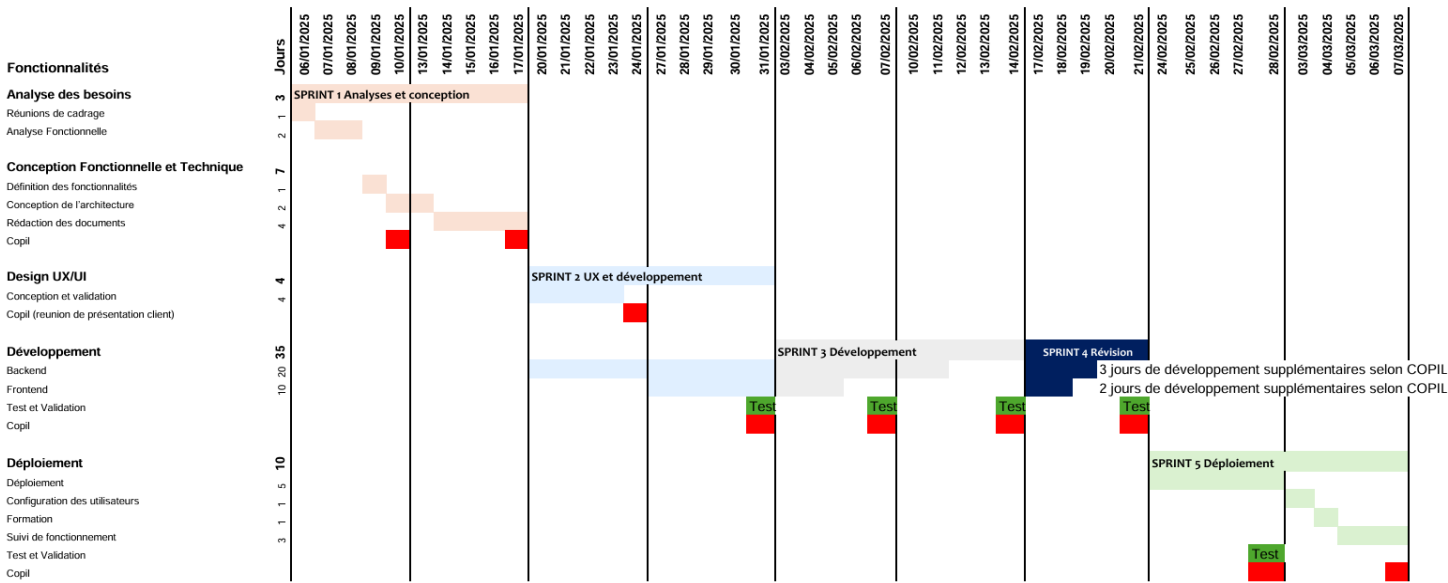 Fonctionnalités Jours 06/01/2025 07/01/2025 08/01/2025 09/01/2025 10/01/2025 13/01/2025 14/01/2025 15/01/2025 16/01/2025 17/01/2025 20/01/2025 21/01/2025 22/01/2025 23/01/2025 24/01/2025 27/01/2025 28/01/2025 29/01/2025 30/01/2025 31/01/2025 03/02/2025 04/02/2025 05/02/2025 06/02/2025 07/02/2025 10/02/2025 11/02/2025 12/02/2025 13/02/2025 14/02/2025 17/02/2025 18/02/2025 19/02/2025 20/02/2025 21/02/2025 24/02/2025 25/02/2025 26/02/2025 27/02/2025 28/02/2025 03/03/2025 04/03/2025 05/03/2025 06/03/2025 07/03/2025
Analyse des besoins 3 SPRINT 1 Analyses et conception
Réunions de cadrage 1
Analyse Fonctionnelle 2
Conception Fonctionnelle et Technique 7
Définition des fonctionnalités 1
Conception de l'architecture 2
Rédaction des documents 4
Copil
Design UX/UI 4 SPRINT 2 UX et développement
Conception et validation 4
Copil (reunion de présentation client)
Développement 35 SPRINT 3 Développement SPRINT 4 Révision
Backend 20 3 jours de développement supplémentaires selon COPIL
Frontend 10 2 jours de développement supplémentaires selon COPIL
Test et Validation Test Test Test Test
Copil
Déploiement 10 SPRINT 5 Déploiement
Déploiement 5
Configuration des utilisateurs 1
Formation 1
Suivi de fonctionnement 3
Test et Validation Test
Copil